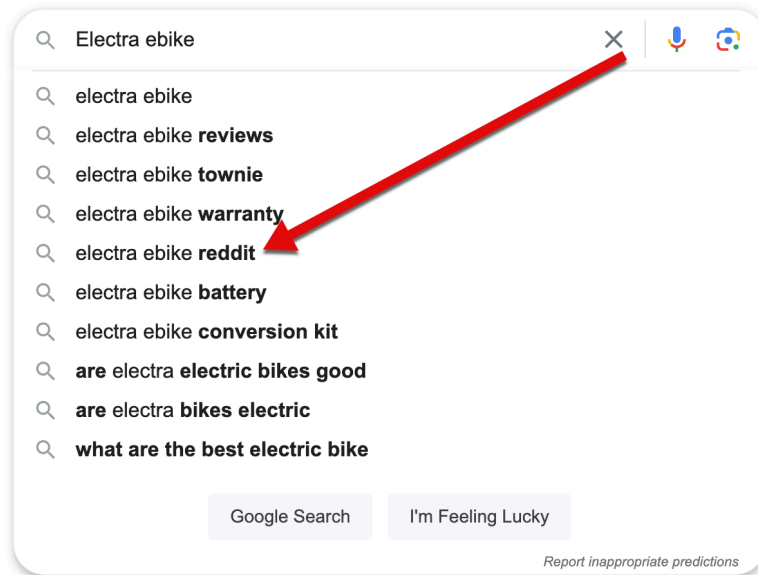 Electra ebike
electra ebike
electra ebike reviews
electra ebike townie
electra ebike warranty
electra ebike reddit
electra ebike battery
electra ebike conversion kit
are electra electric bikes good
are electra bikes electric
what are the best electric bike
Google Search I'm Feeling Lucky
Report inappropriate predictions